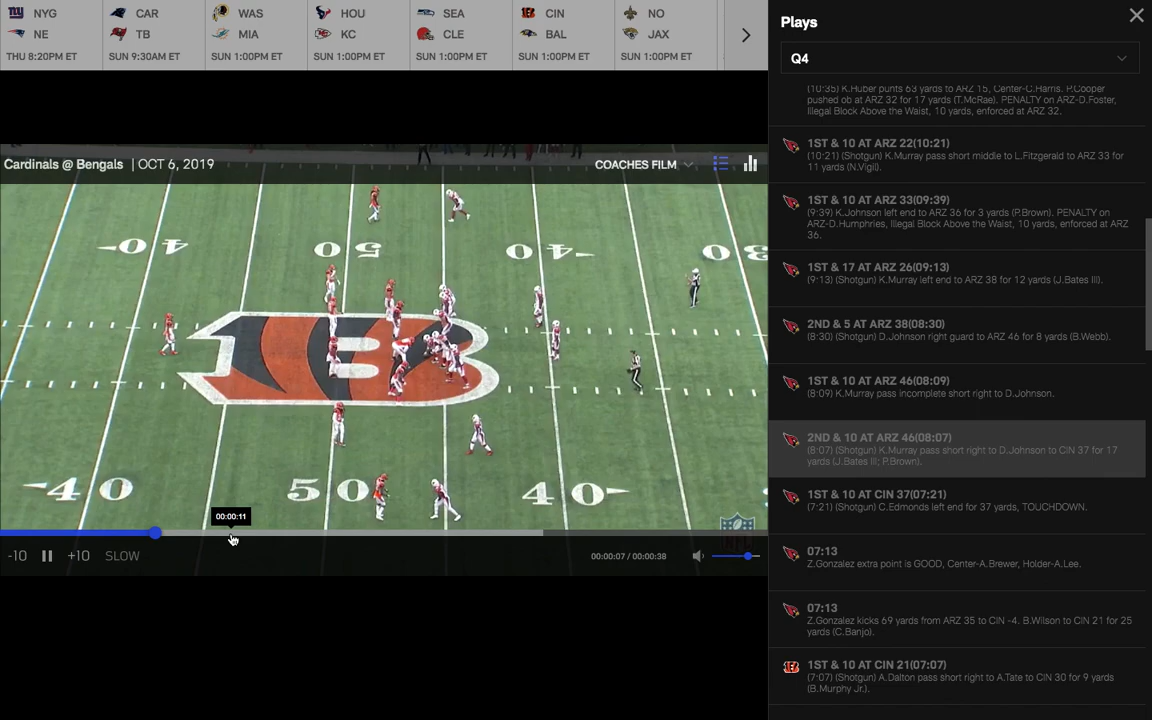 NYG CAR WAS HOU SEA CIN NO
NE TB MIA KC CLE BAL JAX
THU 8:20PM ET SUN 9:30AM ET SUN 1:00PM ET SUN 1:00PM ET SUN 1:00PM ET SUN 1:00PM ET SUN 1:00PM ET
Cardinals @ Bengals | OCT 6, 2019
COACHES FILM
B
-40 50 40-
00:00:11
-10 +10 SLOW
00:00:07 / 00:00:38
Plays
Q4
(10:35) K.Huber punts 63 yards to ARZ 15, Center-C.Harris. P.Cooper
pushed ob at ARZ 32 for 17 yards (T.McRae). PENALTY on ARZ-D.Foster,
Illegal Block Above the Waist, 10 yards, enforced at ARZ 32.
1ST & 10 AT ARZ 22(10:21)
(10:21) (Shotgun) K.Murray pass short middle to L.Fitzgerald to ARZ 33 for
11 yards (N.Vigil).
1ST & 10 AT ARZ 33(09:39)
(9:39) K.Johnson left end to ARZ 36 for 3 yards (P.Brown). PENALTY on
ARZ-D.Humphries, Illegal Block Above the Waist, 10 yards, enforced at ARZ
36.
1ST & 17 AT ARZ 26(09:13)
(9:13) (Shotgun) K.Murray left end to ARZ 38 for 12 yards (J.Bates III).
2ND & 5 AT ARZ 38(08:30)
(8:30) (Shotgun) D.Johnson right guard to ARZ 46 for 8 yards (B.Webb).
1ST & 10 AT ARZ 46(08:09)
(8:09) K.Murray pass incomplete short right to D.Johnson.
2ND & 10 AT ARZ 46(08:07)
(8:07) (Shotgun) K.Murray pass short right to D.Johnson to CIN 37 for 17
yards (J.Bates III; P.Brown).
1ST & 10 AT CIN 37(07:21)
(7:21) (Shotgun) C.Edmonds left end for 37 yards, TOUCHDOWN.
07:13
Z.Gonzalez extra point is GOOD, Center-A.Brewer, Holder-A.Lee.
07:13
Z.Gonzalez kicks 69 yards from ARZ 35 to CIN -4. B.Wilson to CIN 21 for 25
yards (C.Banjo).
1ST & 10 AT CIN 21(07:07)
(7:07) (Shotgun) A.Dalton pass short right to A.Tate to CIN 30 for 9 yards
(B.Murphy Jr.).